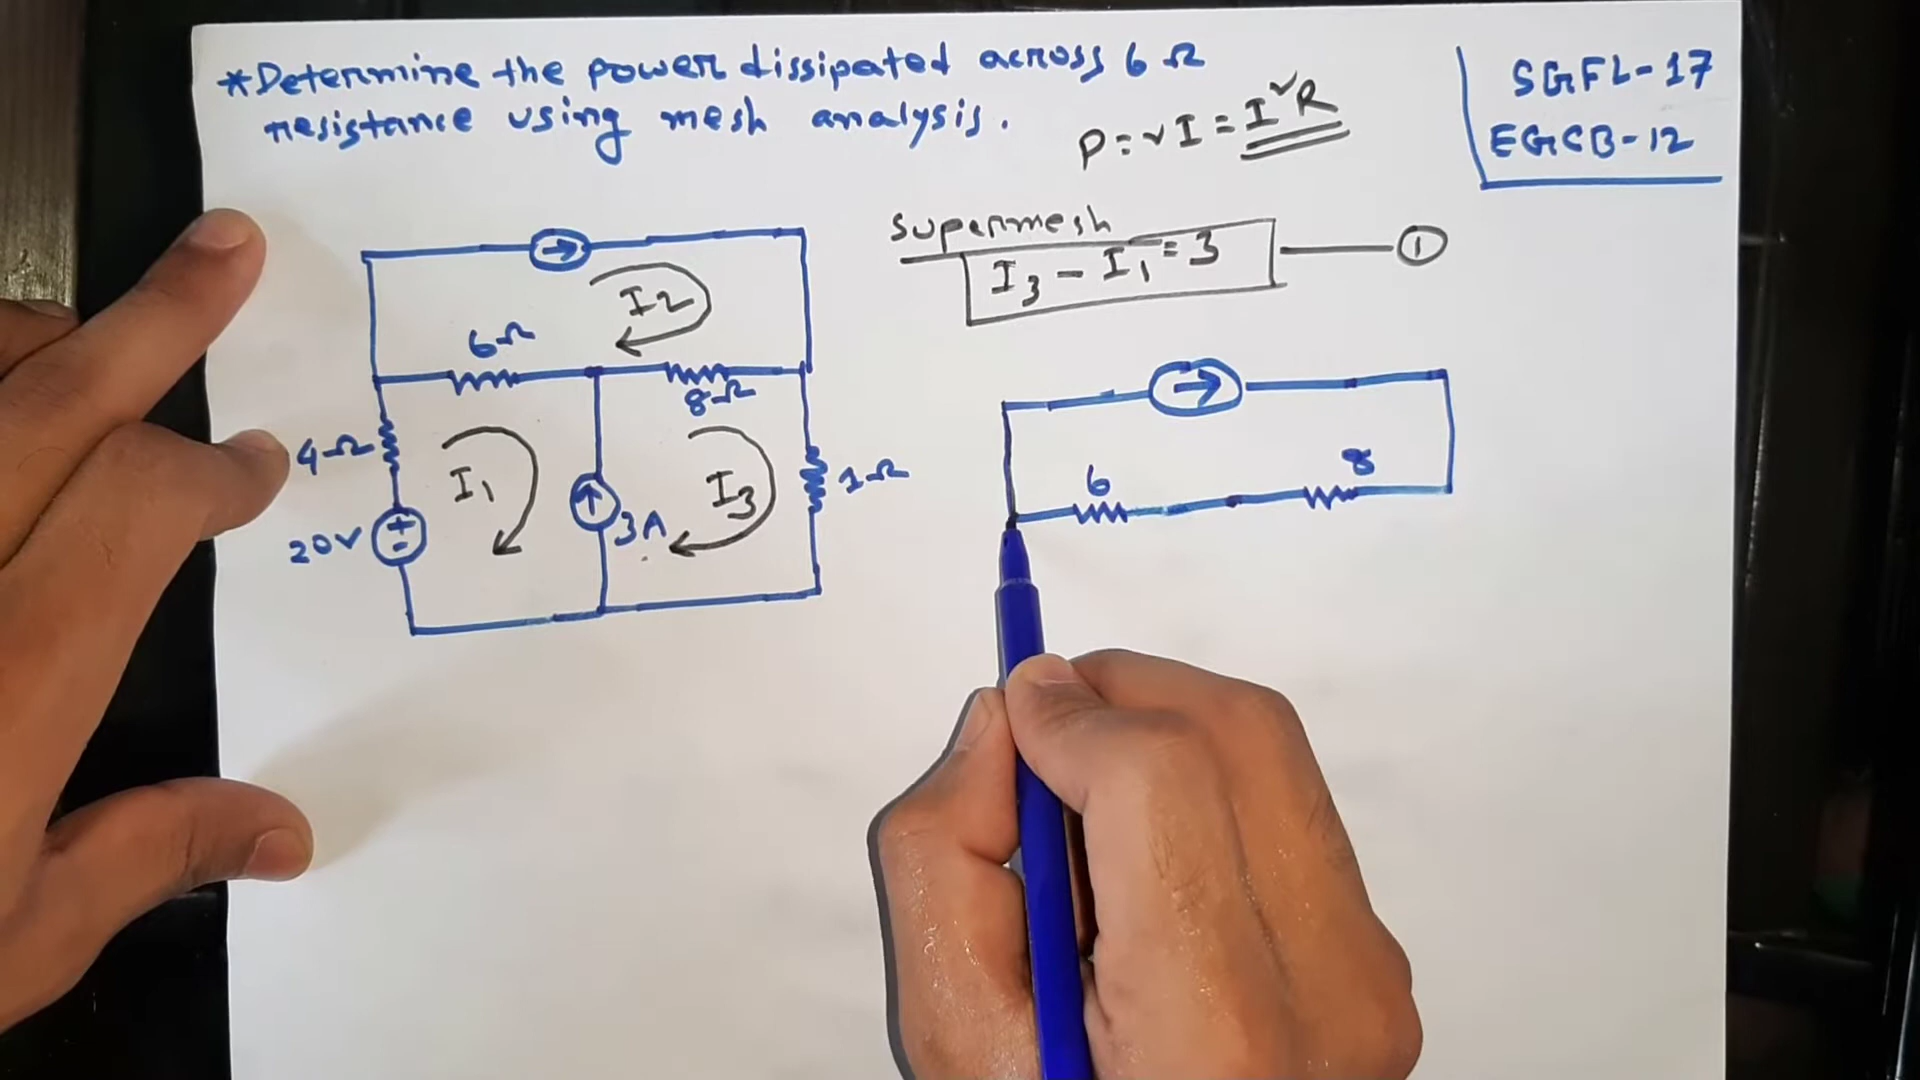 *Determine the power dissipated across 6Ω
resistance using mesh analysis.
P=VI=I²R
SGFL-17
EGCB-12
Supermesh
I3 - I1 = 3
①
I2
6Ω
8Ω
4Ω
I1
I3
1Ω
20V
+
-
3A
6
8